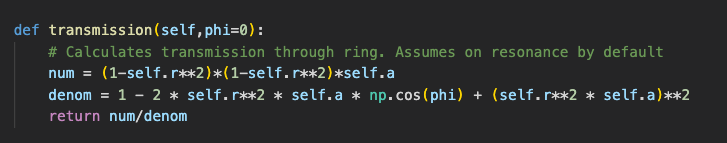 def transmission(self,phi=0):
# Calculates transmission through ring. Assumes on resonance by default
num = (1-self.r**2)*(1-self.r**2)*self.a
denom = 1 - 2 * self.r**2 * self.a * np.cos(phi) + (self.r**2 * self.a)**2
return num/denom